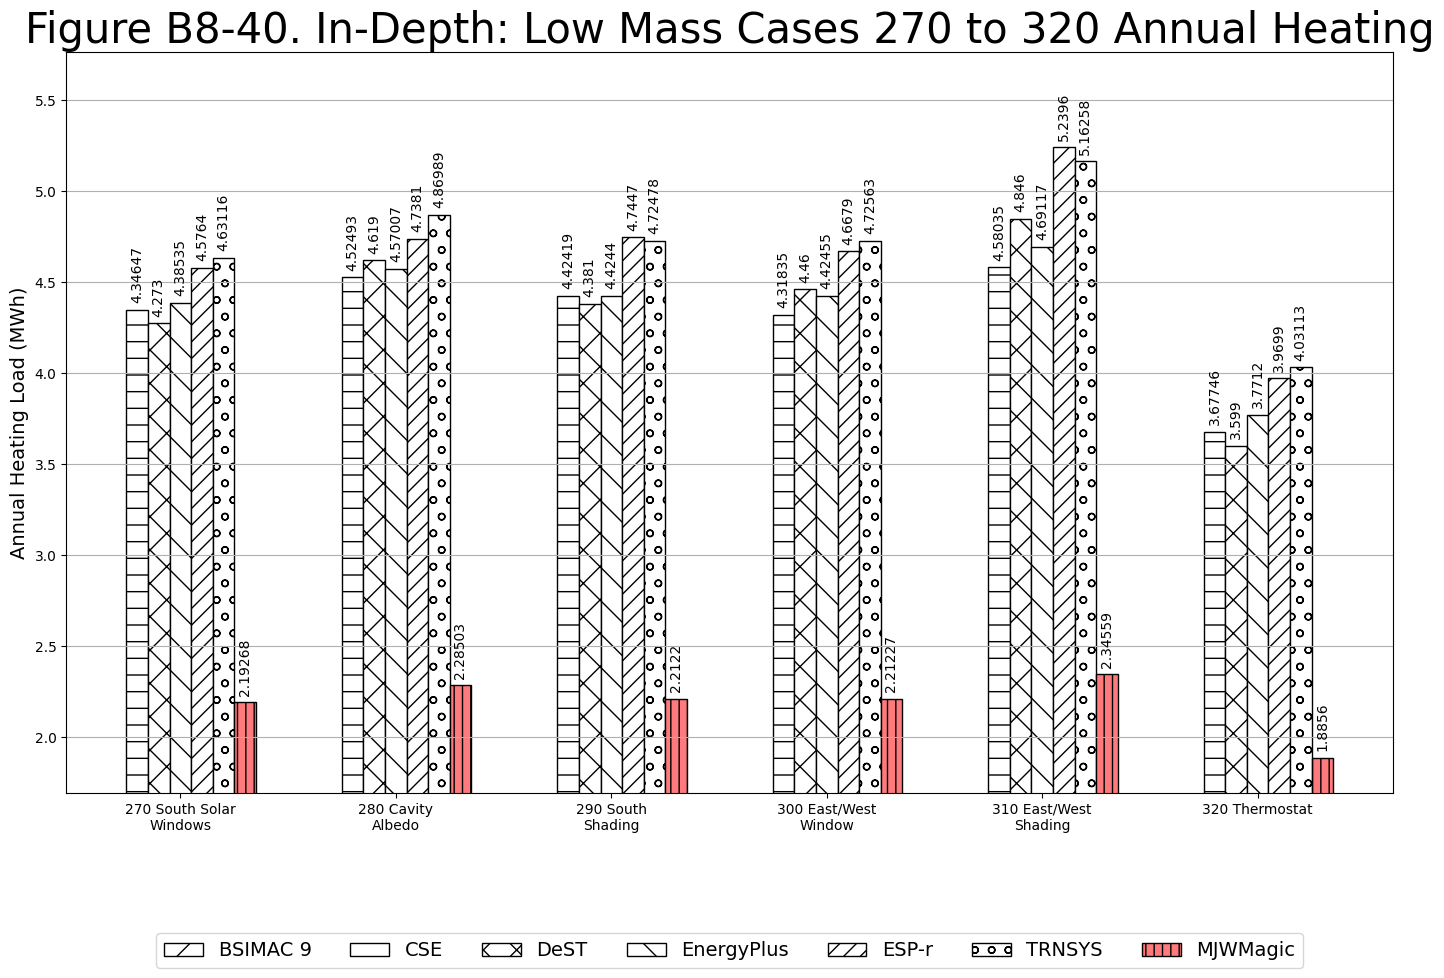 Figure B8-40. In-Depth: Low Mass Cases 270 to 320 Annual Heating
Annual Heating Load (MWh)
5.5
5.0
4.5
4.0
3.5
3.0
2.5
2.0
4.34647
4.273
4.38535
4.5764
4.63116
2.19268
4.52493
4.619
4.57007
4.7381
4.86989
2.28503
4.42419
4.381
4.4244
4.7447
4.72478
2.2122
4.31835
4.46
4.42455
4.6679
4.72563
2.21227
4.58035
4.846
4.69117
5.2396
5.16258
2.34559
3.67746
3.599
3.7712
3.9699
4.03113
1.8856
270 South Solar
Windows
280 Cavity
Albedo
290 South
Shading
300 East/West
Window
310 East/West
Shading
320 Thermostat
BSIMAC 9
CSE
DeST
EnergyPlus
ESP-r
TRNSYS
MJWMagic